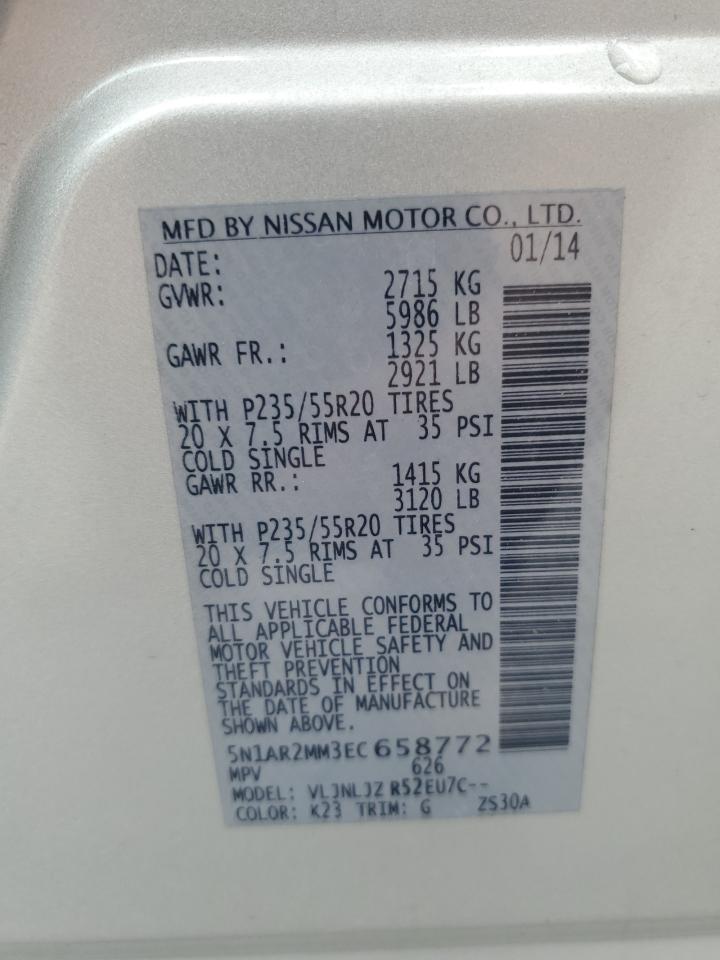 MFD BY NISSAN MOTOR CO., LTD.
DATE: 01/14
GVWR: 2715 KG
5986 LB
GAWR FR.: 1325 KG
2921 LB
WITH P235/55R20 TIRES
20 X 7.5 RIMS AT 35 PSI
COLD SINGLE
GAWR RR.: 1415 KG
3120 LB
WITH P235/55R20 TIRES
20 X 7.5 RIMS AT 35 PSI
COLD SINGLE
THIS VEHICLE CONFORMS TO
ALL APPLICABLE FEDERAL
MOTOR VEHICLE SAFETY AND
THEFT PREVENTION
STANDARDS IN EFFECT ON
THE DATE OF MANUFACTURE
SHOWN ABOVE.
5N1AR2MM3EC658772
MPV 626
MODEL: VLJNLJZ R52EU7C--
COLOR: K23 TRIM: G ZS30A